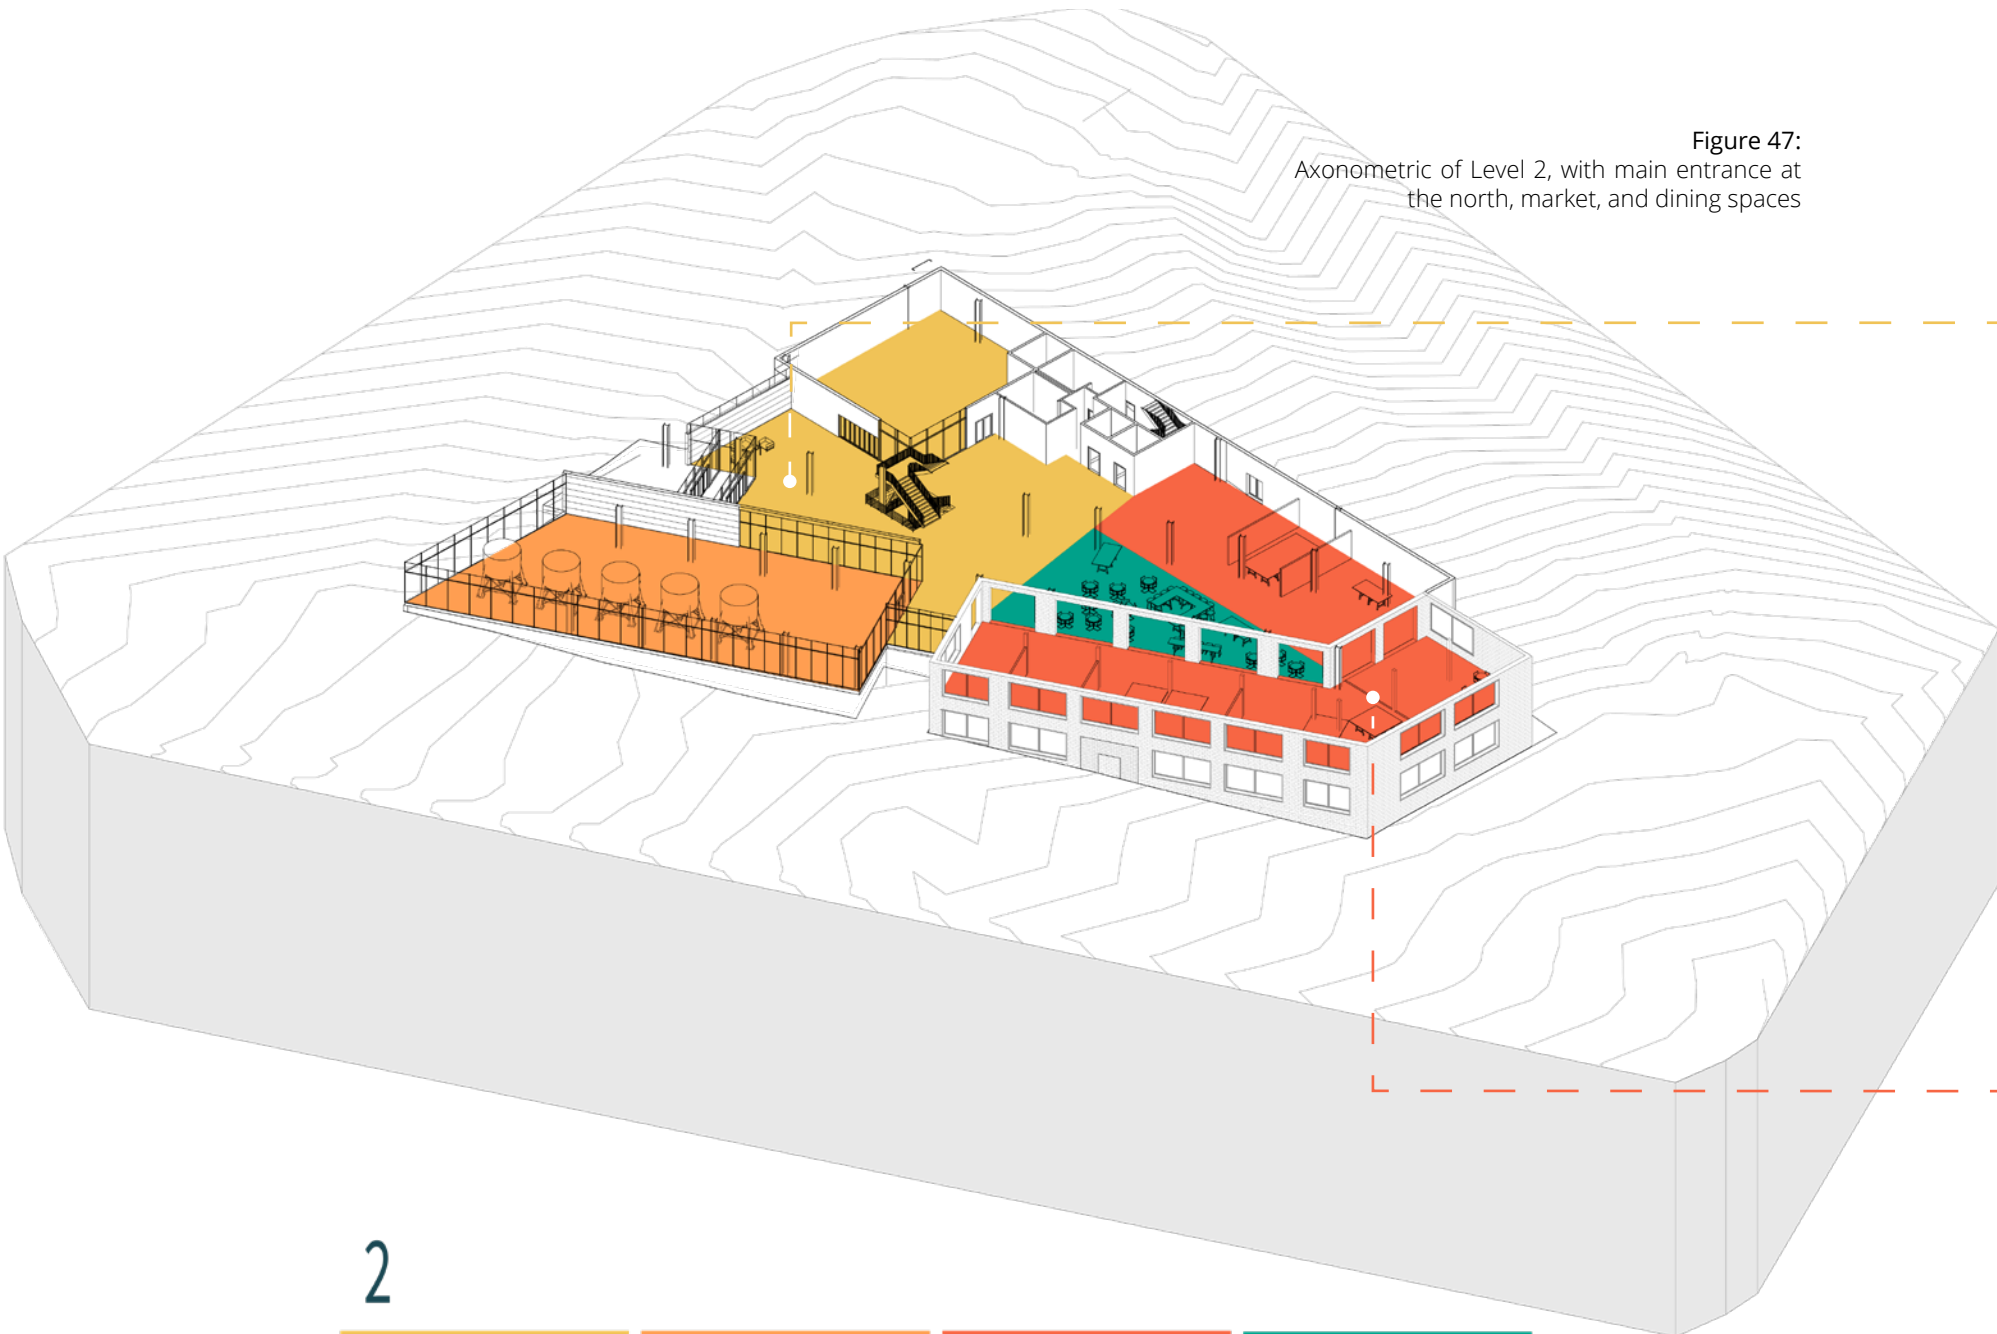 Figure 47:
Axonometric of Level 2, with main entrance at
the north, market, and dining spaces
2